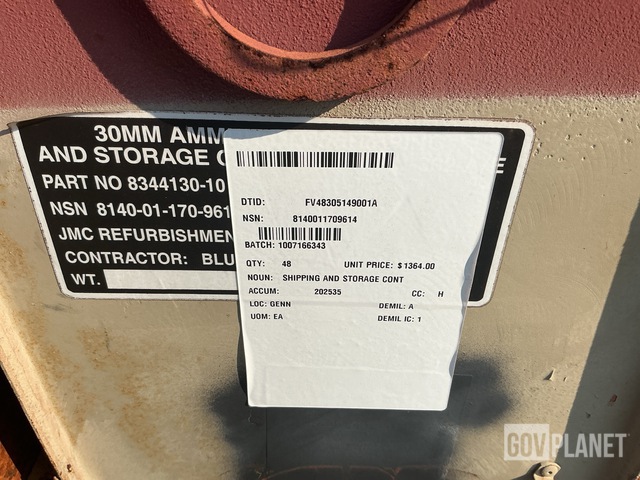 30MM AMM
AND STORAGE
PART NO 8344130-10
NSN 8140-01-170-961
JMC REFURBISHMEN
CONTRACTOR: BLU
WT.
DTID: FV48305149001A
NSN: 8140011709614
BATCH: 1007166343
QTY: 48 UNIT PRICE: $ 1364.00
NOUN: SHIPPING AND STORAGE CONT
ACCUM: 202535 CC: H
LOC: GENN DEMIL: A
UOM: EA DEMIL IC: 1
GOVPLANET